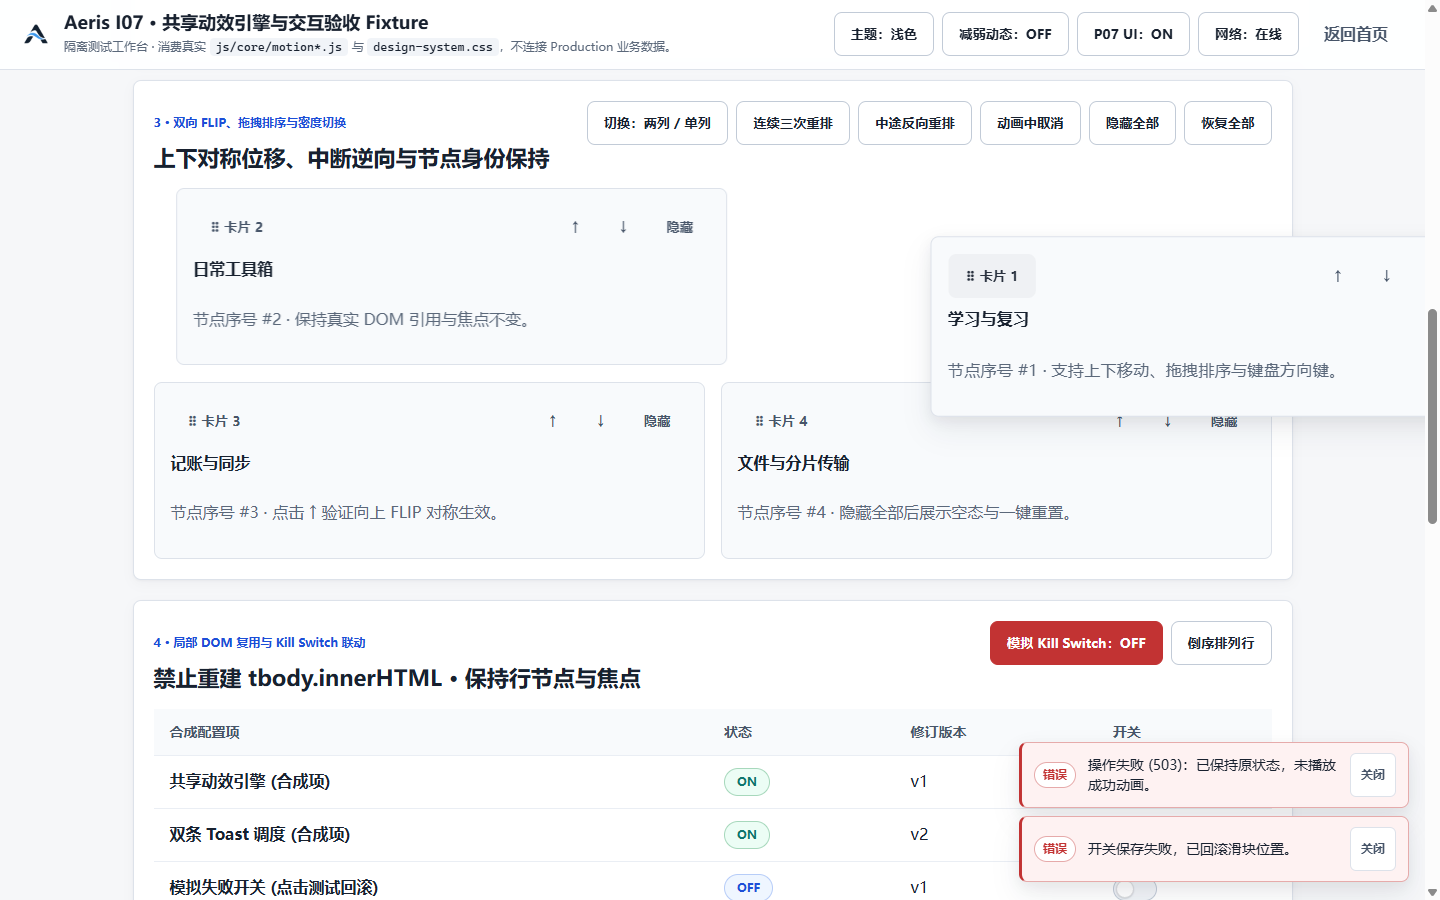 Aeris I07 • 共享动效引擎与交互验收 Fixture
隔离测试工作台 · 消费真实 js/core/motion*.js 与 design-system.css ，不连接 Production 业务数据。
主题：浅色
减弱动态：OFF
P07 UI：ON
网络：在线
返回首页
3 • 双向 FLIP、拖拽排序与密度切换
上下对称位移、中断逆向与节点身份保持
切换：两列 / 单列
连续三次重排
中途反向重排
动画中取消
隐藏全部
恢复全部
⠿ 卡片 2
↑
↓
隐藏
日常工具箱
节点序号 #2 · 保持真实 DOM 引用与焦点不变。
⠿ 卡片 1
↑
↓
学习与复习
节点序号 #1 · 支持上下移动、拖拽排序与键盘方向键。
⠿ 卡片 3
↑
↓
隐藏
记账与同步
节点序号 #3 · 点击 ↑ 验证向上 FLIP 对称生效。
⠿ 卡片 4
↑
↓
隐藏
文件与分片传输
节点序号 #4 · 隐藏全部后展示空态与一键重置。
4 • 局部 DOM 复用与 Kill Switch 联动
禁止重建 tbody.innerHTML • 保持行节点与焦点
模拟 Kill Switch：OFF
倒序排列行
合成配置项
状态
修订版本
开关
共享动效引擎 (合成项)
ON
v1
双条 Toast 调度 (合成项)
ON
v2
模拟失败开关 (点击测试回滚)
OFF
v1
错误
操作失败 (503)：已保持原状态，未播放
成功动画。
关闭
错误
开关保存失败，已回滚滑块位置。
关闭